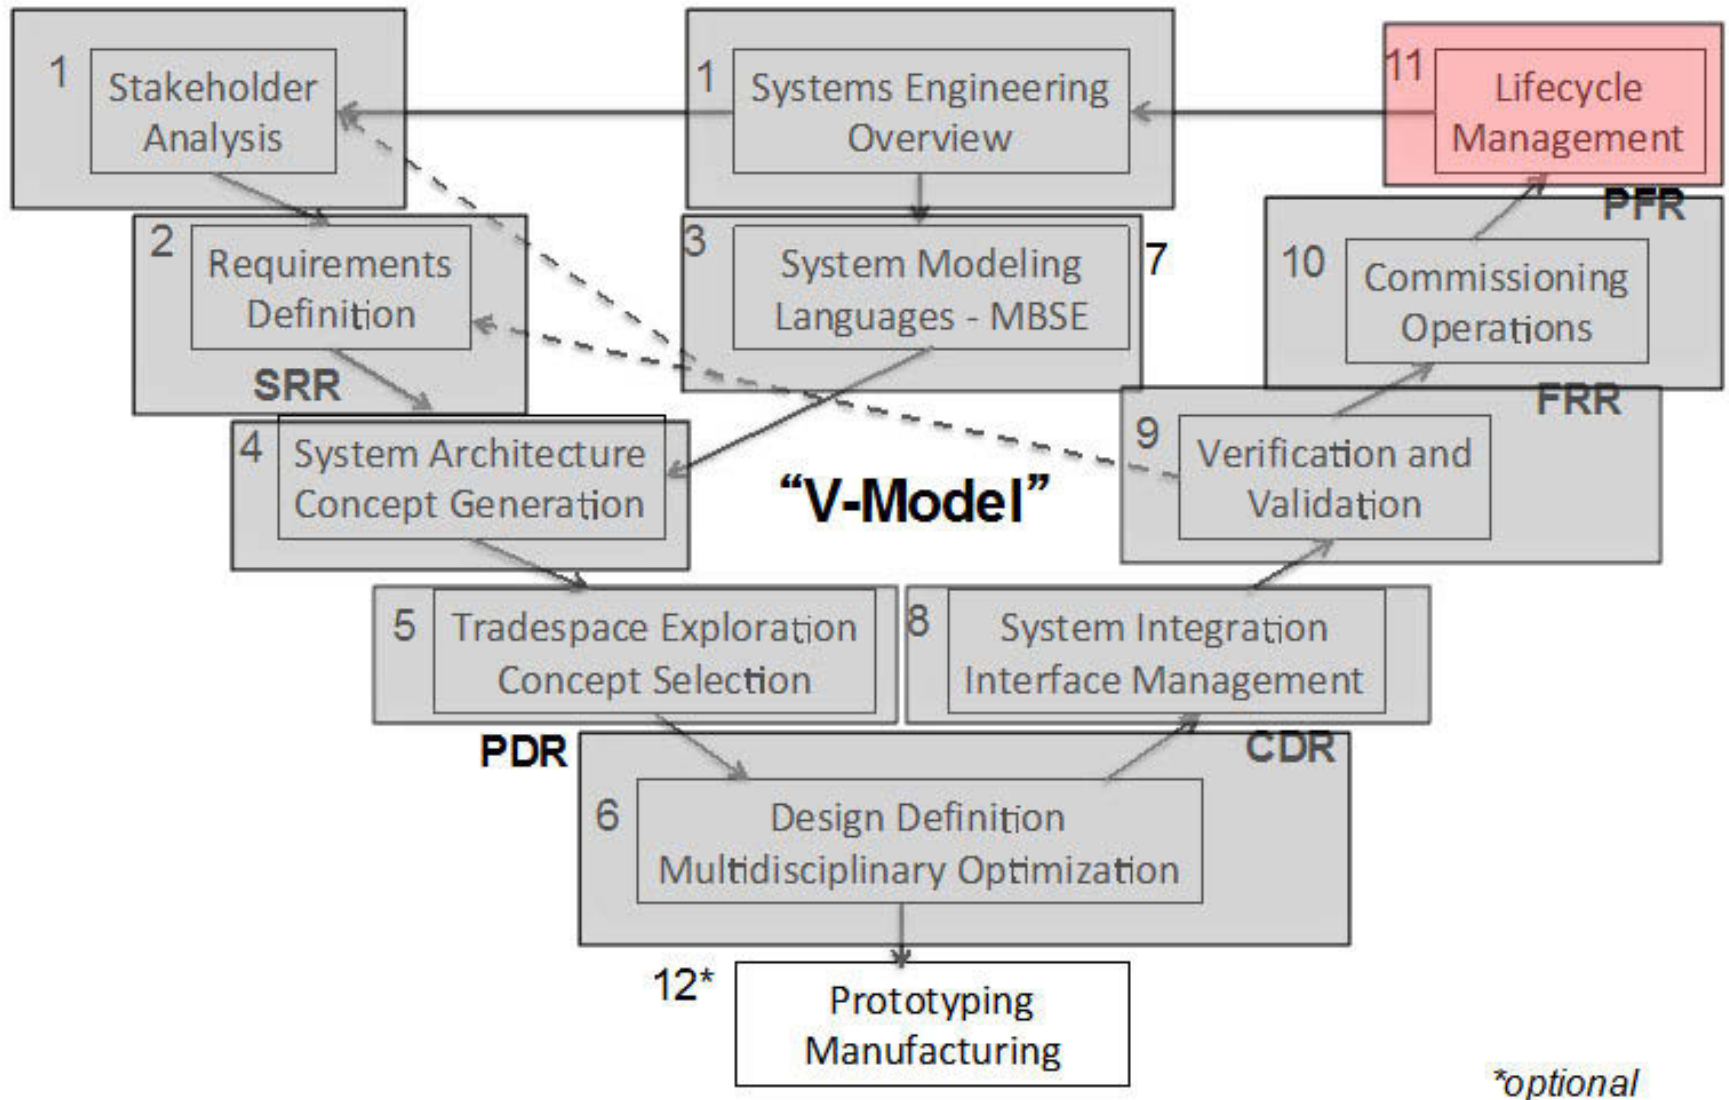 1
Stakeholder
Analysis
1
Systems Engineering
Overview
11
Lifecycle
Management
PFR
2
Requirements
Definition
SRR
3
System Modeling
Languages - MBSE
7
10
Commissioning
Operations
FRR
4
System Architecture
Concept Generation
“V-Model”
9
Verification and
Validation
5
Tradespace Exploration
Concept Selection
PDR
8
System Integration
Interface Management
CDR
6
Design Definition
Multidisciplinary Optimization
12*
Prototyping
Manufacturing
*optional